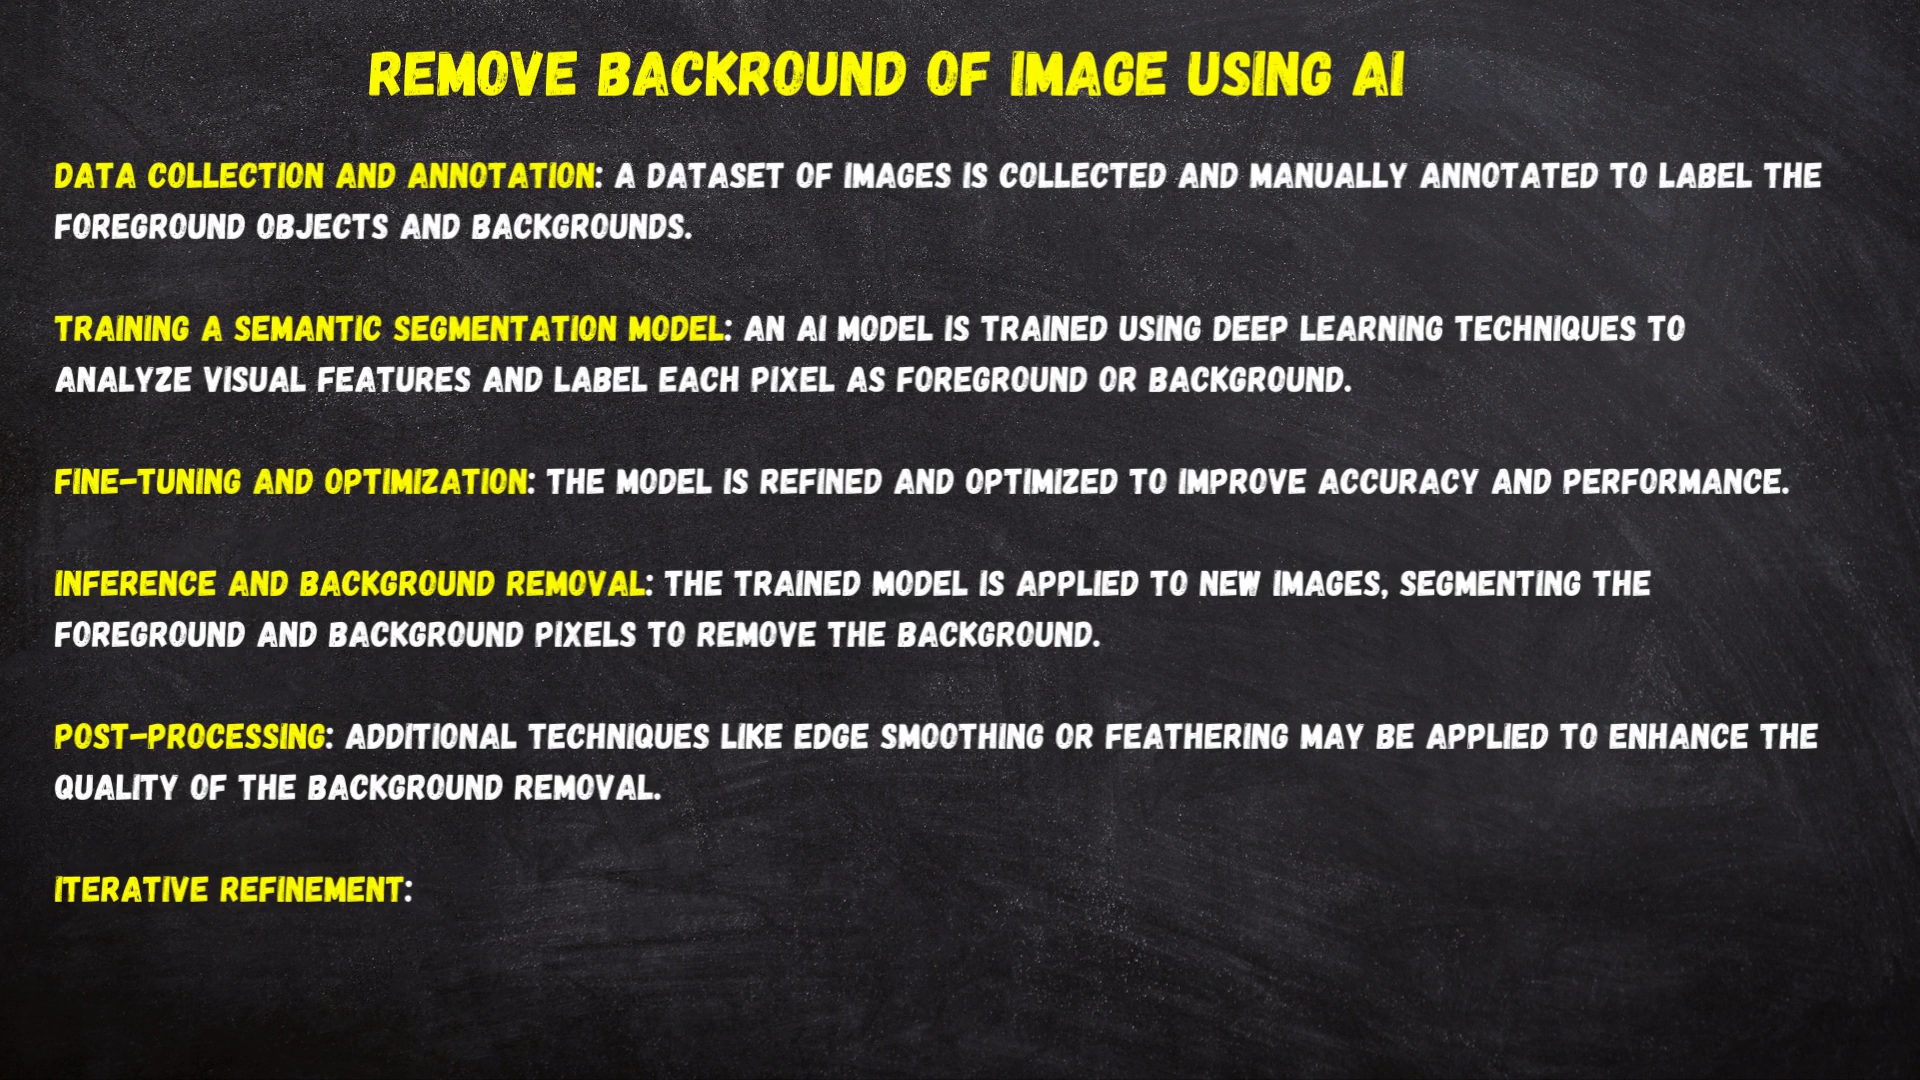 REMOVE BACKROUND OF IMAGE USING AI
DATA COLLECTION AND ANNOTATION: A DATASET OF IMAGES IS COLLECTED AND MANUALLY ANNOTATED TO LABEL THE
FOREGROUND OBJECTS AND BACKGROUNDS.
TRAINING A SEMANTIC SEGMENTATION MODEL: AN AI MODEL IS TRAINED USING DEEP LEARNING TECHNIQUES TO
ANALYZE VISUAL FEATURES AND LABEL EACH PIXEL AS FOREGROUND OR BACKGROUND.
FINE-TUNING AND OPTIMIZATION: THE MODEL IS REFINED AND OPTIMIZED TO IMPROVE ACCURACY AND PERFORMANCE.
INFERENCE AND BACKGROUND REMOVAL: THE TRAINED MODEL IS APPLIED TO NEW IMAGES, SEGMENTING THE
FOREGROUND AND BACKGROUND PIXELS TO REMOVE THE BACKGROUND.
POST-PROCESSING: ADDITIONAL TECHNIQUES LIKE EDGE SMOOTHING OR FEATHERING MAY BE APPLIED TO ENHANCE THE
QUALITY OF THE BACKGROUND REMOVAL.
ITERATIVE REFINEMENT: